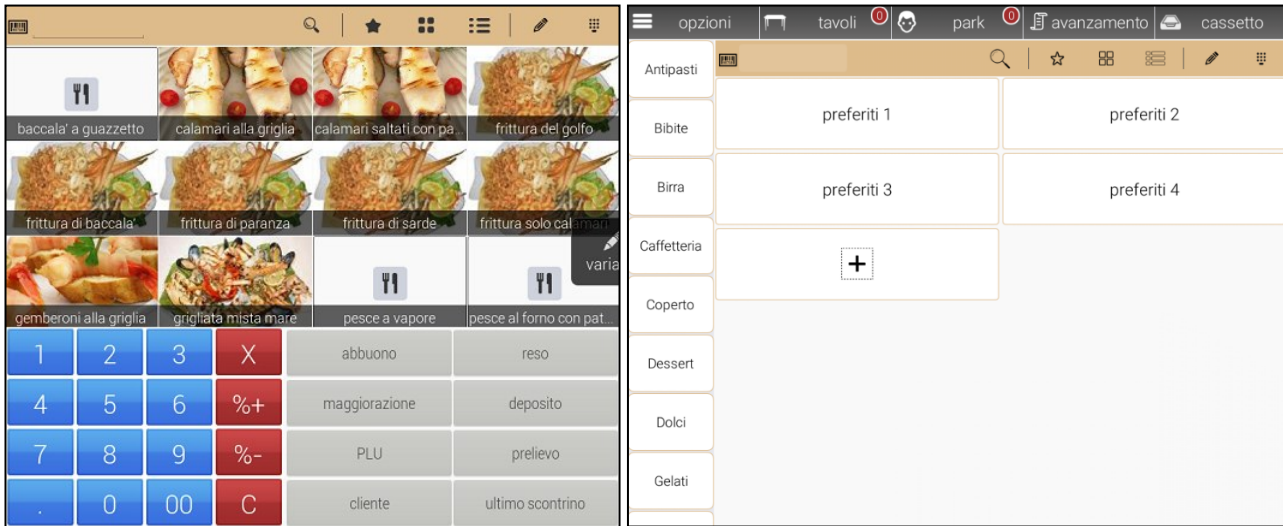 baccala' a guazzetto
calamari alla griglia
calamari saltati con pa...
frittura del golfo
frittura di baccala'
frittura di paranza
frittura di sarde
frittura solo calamari
varia
gemberoni alla griglia
grigliata mista mare
pesce a vapore
pesce al forno con pat...
1 2 3 X abbuono reso
4 5 6 %+ maggiorazione deposito
7 8 9 %- PLU prelievo
. 0 00 C cliente ultimo scontrino
opzioni tavoli 0 park 0 avanzamento cassetto
Antipasti
Bibite
Birra
Caffetteria
Coperto
Dessert
Dolci
Gelati
preferiti 1
preferiti 2
preferiti 3
preferiti 4
+